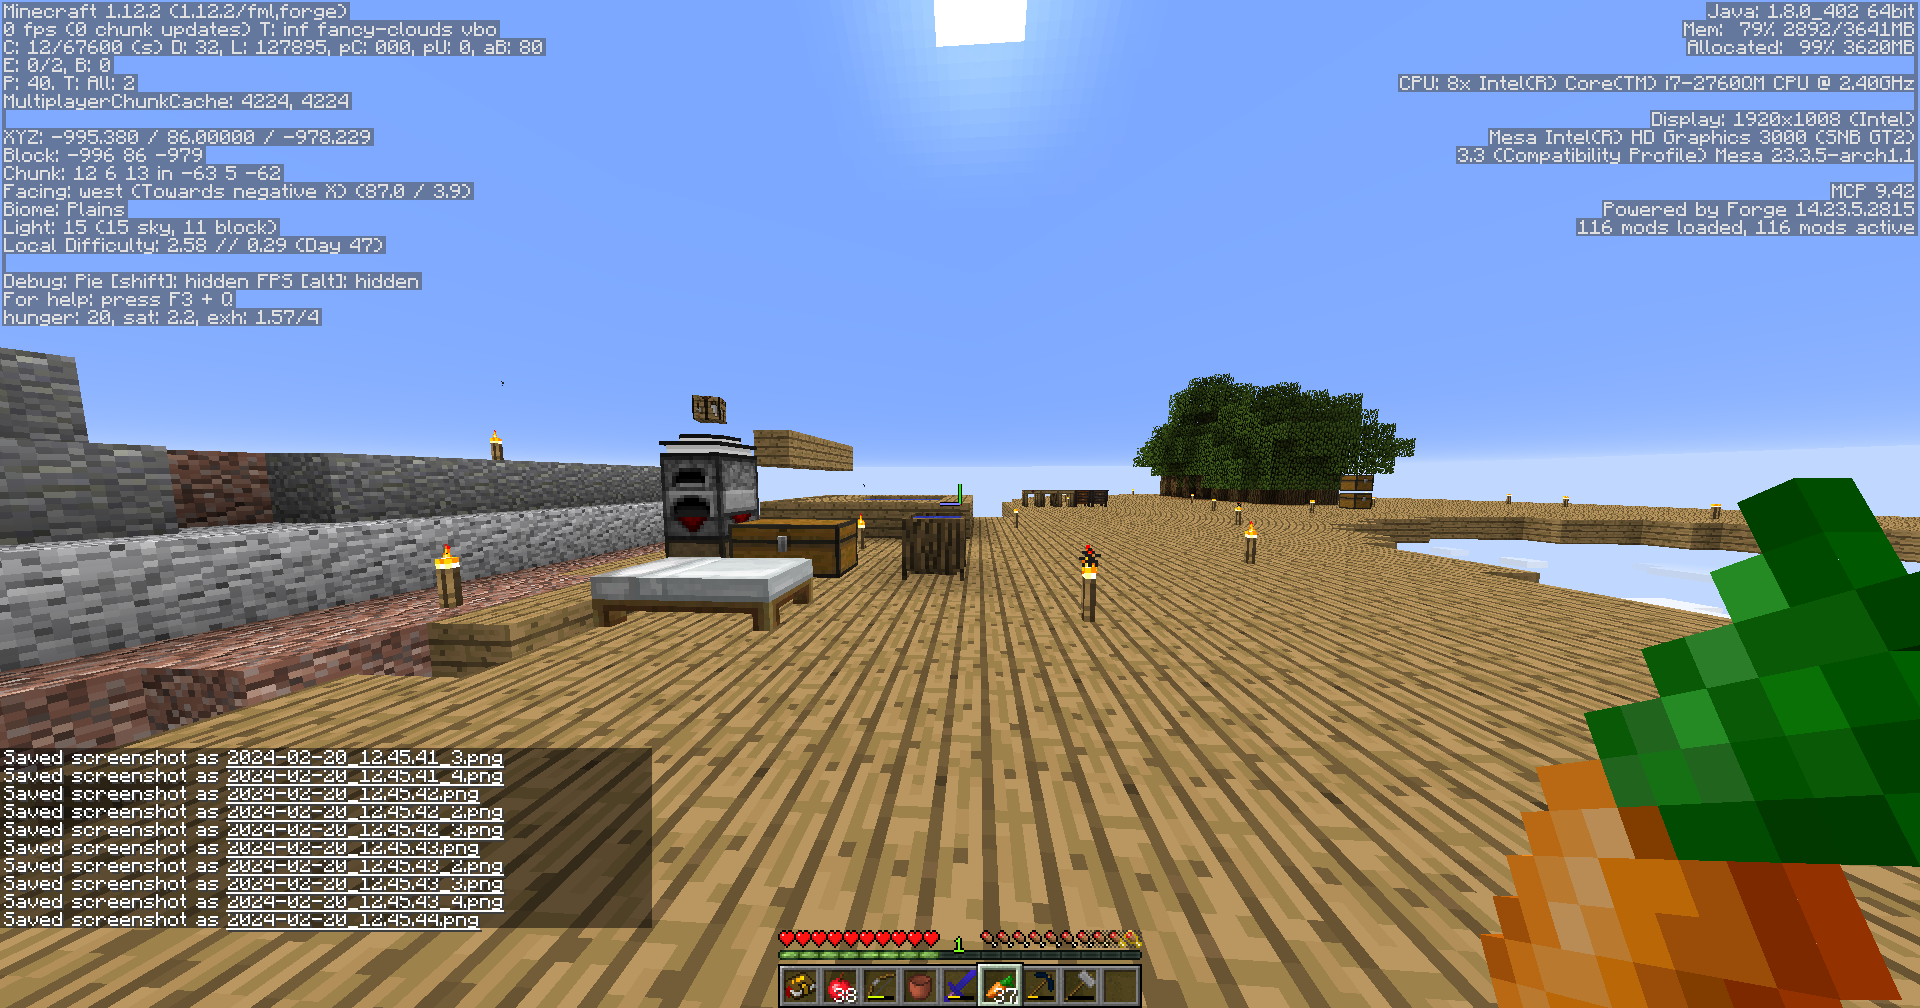 Minecraft 1.12.2 (1.12.2/fml,forge)
0 fps (0 chunk updates) T: inf fancy-clouds vbo
C: 12/67600 (s) D: 32, L: 127895, pC: 000, pU: 0, aB: 80
E: 0/2, B: 0
P: 40. T: All: 2
MultiplayerChunkCache: 4224, 4224
XYZ: -995.380 / 86.00000 / -978.229
Block: -996 86 -979
Chunk: 12 6 13 in -63 5 -62
Facing: west (Towards negative X) (87.0 / 3.9)
Biome: Plains
Light: 15 (15 sky, 11 block)
Local Difficulty: 2.58 // 0.29 (Day 47)
Debug: Pie [shift]: hidden FPS [alt]: hidden
For help: press F3 + Q
hunger: 20, sat: 2.2, exh: 1.57/4
Java: 1.8.0_402 64bit
Mem: 79% 2892/3641MB
Allocated: 99% 3620MB
CPU: 8x Intel(R) Core(TM) i7-2760QM CPU @ 2.40GHz
Display: 1920x1008 (Intel)
Mesa Intel(R) HD Graphics 3000 (SNB GT2)
3.3 (Compatibility Profile) Mesa 23.3.5-arch1.1
MCP 9.42
Powered by Forge 14.23.5.2815
116 mods loaded, 116 mods active
Saved screenshot as 2024-02-20_12.45.41_3.png
Saved screenshot as 2024-02-20_12.45.41_4.png
Saved screenshot as 2024-02-20_12.45.42.png
Saved screenshot as 2024-02-20_12.45.42_2.png
Saved screenshot as 2024-02-20_12.45.42_3.png
Saved screenshot as 2024-02-20_12.45.43.png
Saved screenshot as 2024-02-20_12.45.43_2.png
Saved screenshot as 2024-02-20_12.45.43_3.png
Saved screenshot as 2024-02-20_12.45.43_4.png
Saved screenshot as 2024-02-20_12.45.44.png
1
38
37